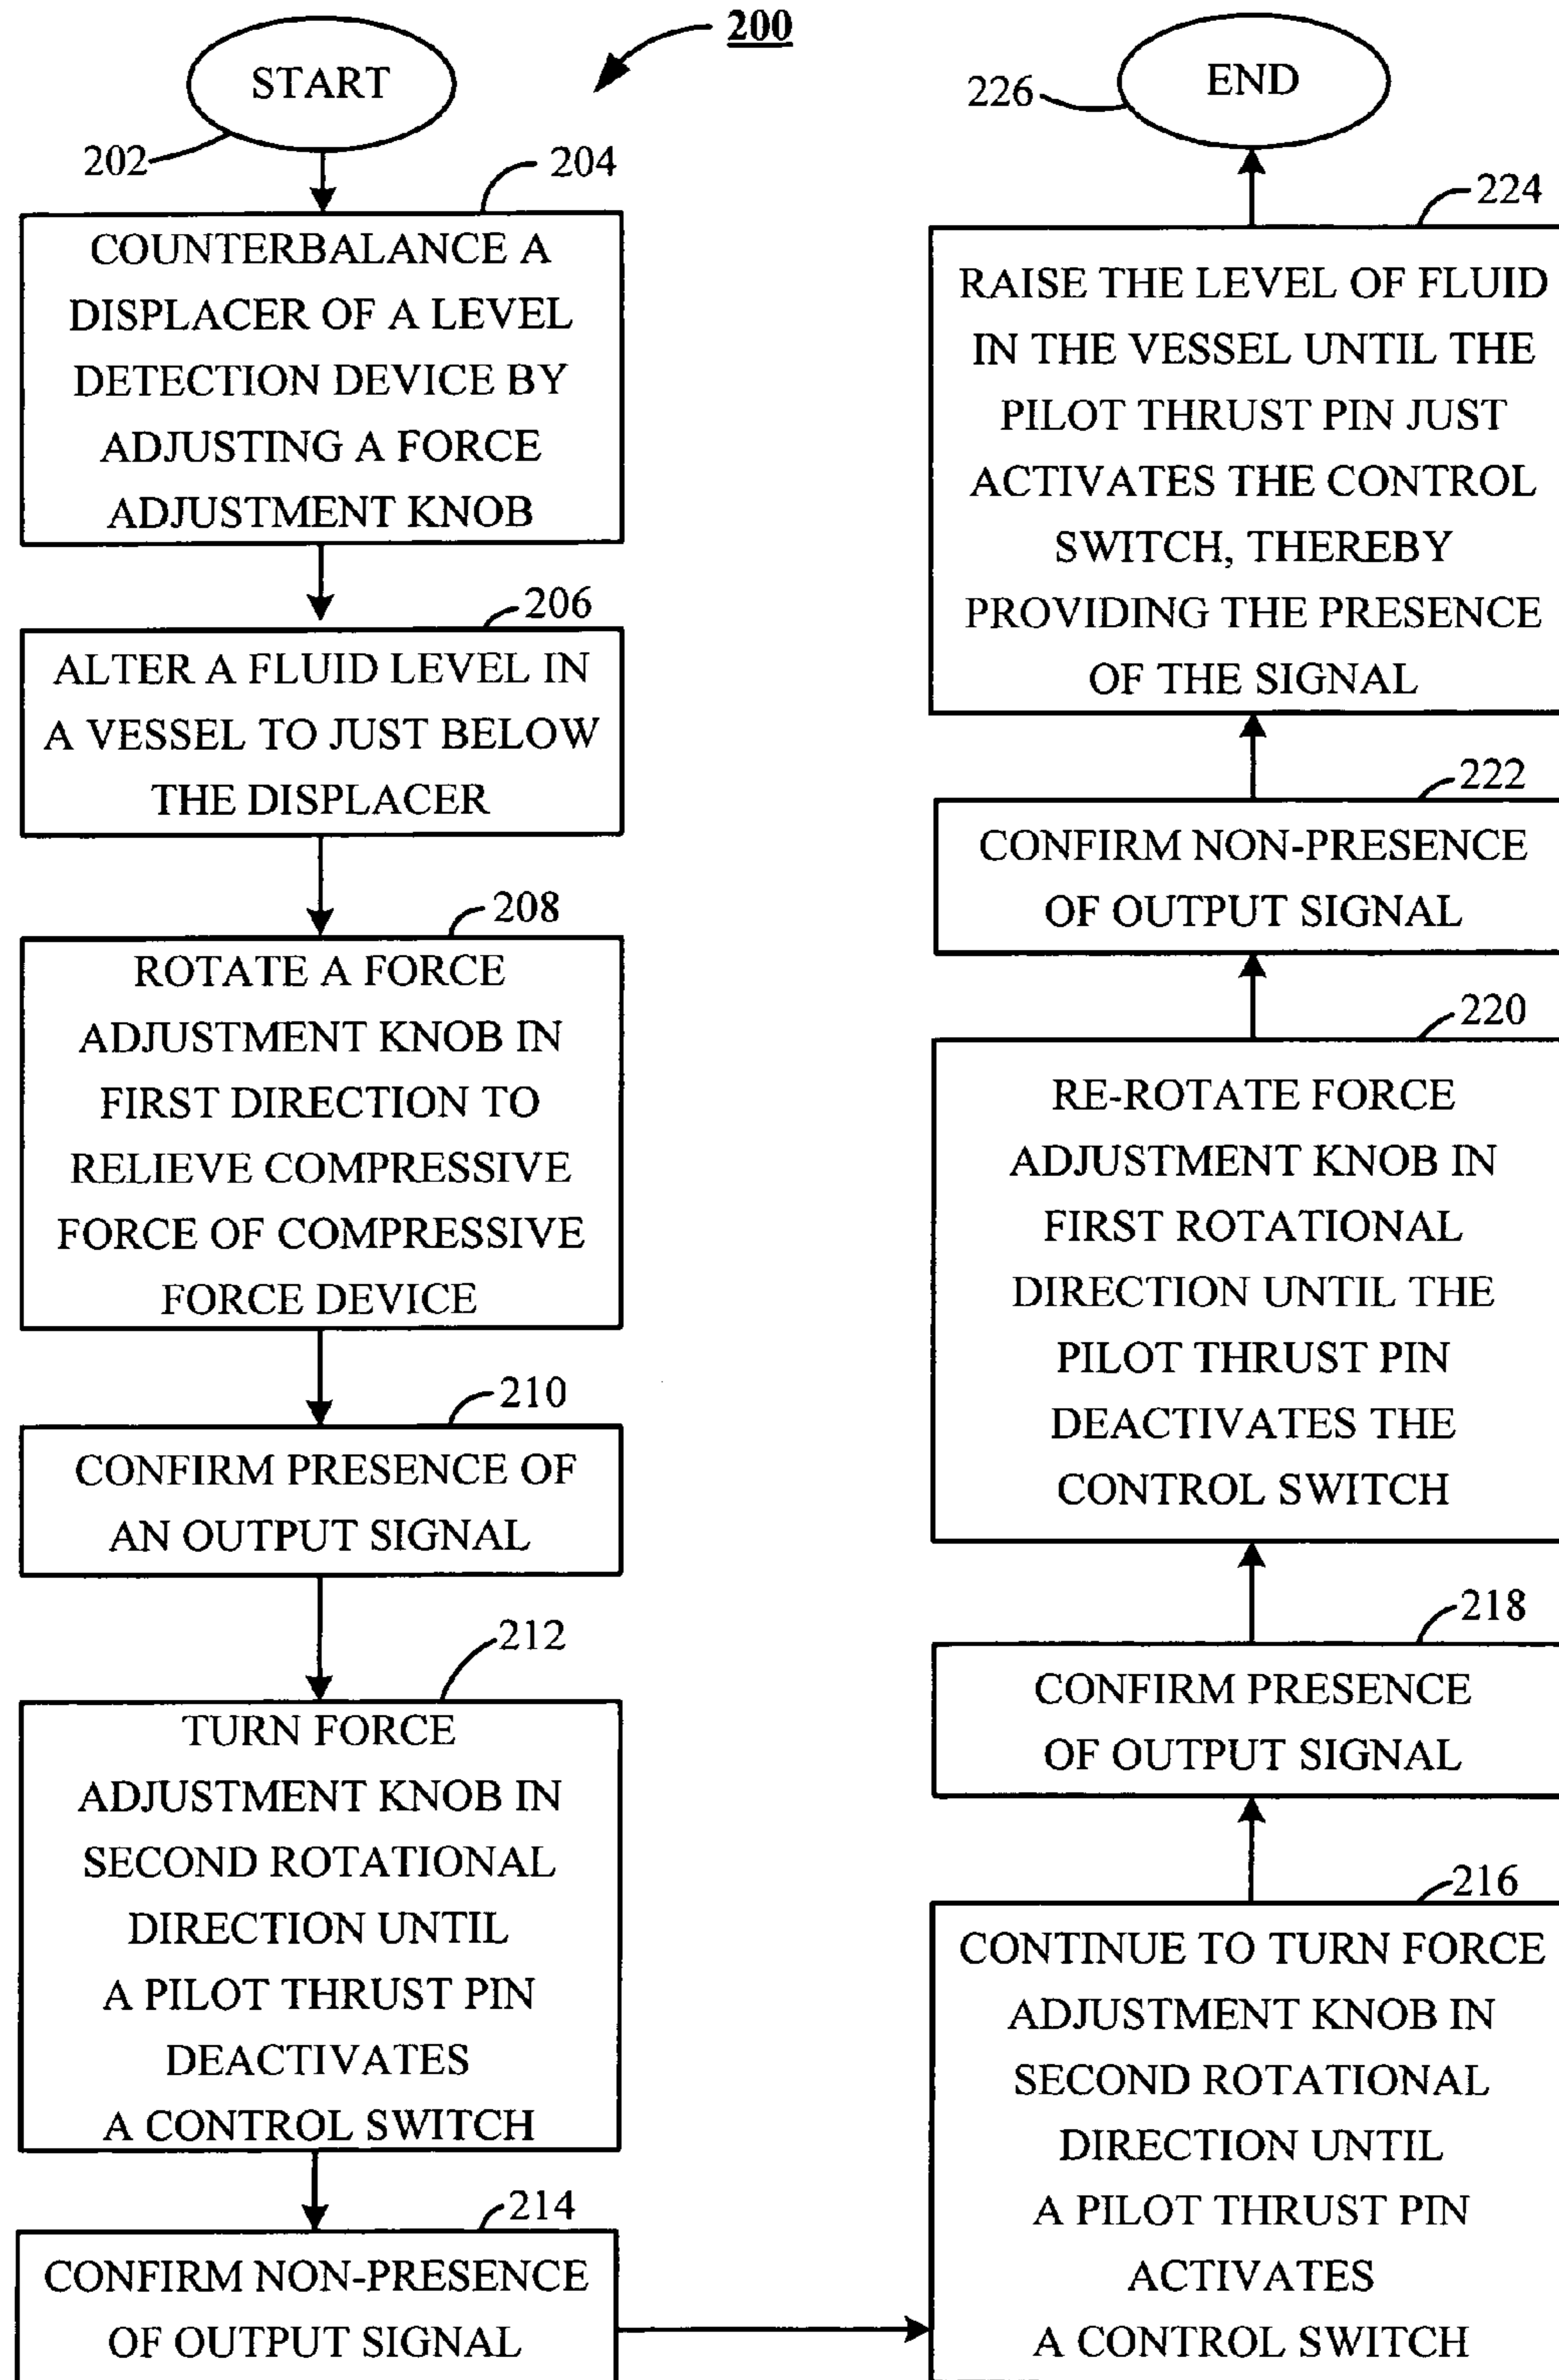 200
START
202
204
COUNTERBALANCE A
DISPLACER OF A LEVEL
DETECTION DEVICE BY
ADJUSTING A FORCE
ADJUSTMENT KNOB
206
ALTER A FLUID LEVEL IN
A VESSEL TO JUST BELOW
THE DISPLACER
208
ROTATE A FORCE
ADJUSTMENT KNOB IN
FIRST DIRECTION TO
RELIEVE COMPRESSIVE
FORCE OF COMPRESSIVE
FORCE DEVICE
210
CONFIRM PRESENCE OF
AN OUTPUT SIGNAL
212
TURN FORCE
ADJUSTMENT KNOB IN
SECOND ROTATIONAL
DIRECTION UNTIL
A PILOT THRUST PIN
DEACTIVATES
A CONTROL SWITCH
214
CONFIRM NON-PRESENCE
OF OUTPUT SIGNAL
216
CONTINUE TO TURN FORCE
ADJUSTMENT KNOB IN
SECOND ROTATIONAL
DIRECTION UNTIL
A PILOT THRUST PIN
ACTIVATES
A CONTROL SWITCH
218
CONFIRM PRESENCE
OF OUTPUT SIGNAL
220
RE-ROTATE FORCE
ADJUSTMENT KNOB IN
FIRST ROTATIONAL
DIRECTION UNTIL THE
PILOT THRUST PIN
DEACTIVATES THE
CONTROL SWITCH
222
CONFIRM NON-PRESENCE
OF OUTPUT SIGNAL
224
RAISE THE LEVEL OF FLUID
IN THE VESSEL UNTIL THE
PILOT THRUST PIN JUST
ACTIVATES THE CONTROL
SWITCH, THEREBY
PROVIDING THE PRESENCE
OF THE SIGNAL
226
END